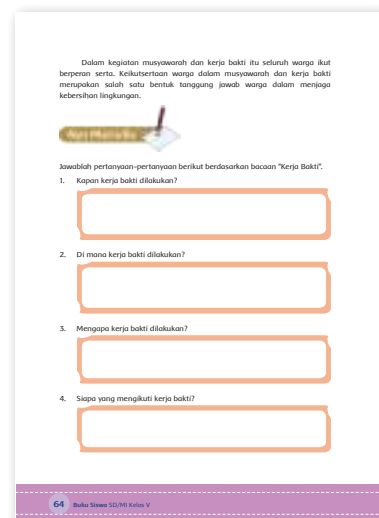 Dalam kegiatan musyawarah dan kerja bakti itu seluruh warga ikut
berperan serta. Keikutsertaan warga dalam musyawarah dan kerja bakti
merupakan salah satu bentuk tanggung jawab warga dalam menjaga
kebersihan lingkungan.
Ayo Menulis
Jawablah pertanyaan-pertanyaan berikut berdasarkan bacaan "Kerja Bakti".
1. Kapan kerja bakti dilakukan?
2. Di mana kerja bakti dilakukan?
3. Mengapa kerja bakti dilakukan?
4. Siapa yang mengikuti kerja bakti?
64 Buku Siswa SD/MI Kelas V